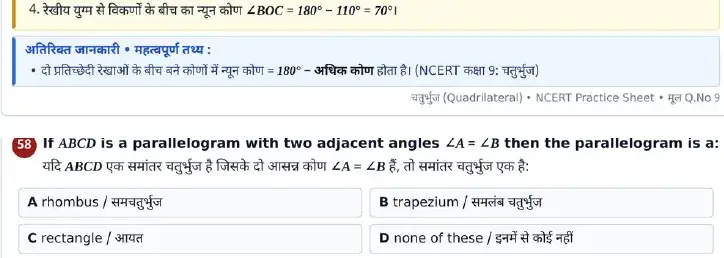 4. रेखीय युग्म से विकर्णों के बीच का न्यून कोण ∠BOC = 180° − 110° = 70°।
अतिरिक्त जानकारी • महत्वपूर्ण तथ्य :
• दो प्रतिच्छेदी रेखाओं के बीच बने कोणों में न्यून कोण = 180° − अधिक कोण होता है। (NCERT कक्षा 9: चतुर्भुज)
चतुर्भुज (Quadrilateral) • NCERT Practice Sheet • मूल Q.No 9
58 If ABCD is a parallelogram with two adjacent angles ∠A = ∠B then the parallelogram is a:
यदि ABCD एक समांतर चतुर्भुज है जिसके दो आसन्न कोण ∠A = ∠B हैं, तो समांतर चतुर्भुज एक है:
A rhombus / समचतुर्भुज
B trapezium / समलंब चतुर्भुज
C rectangle / आयत
D none of these / इनमें से कोई नहीं